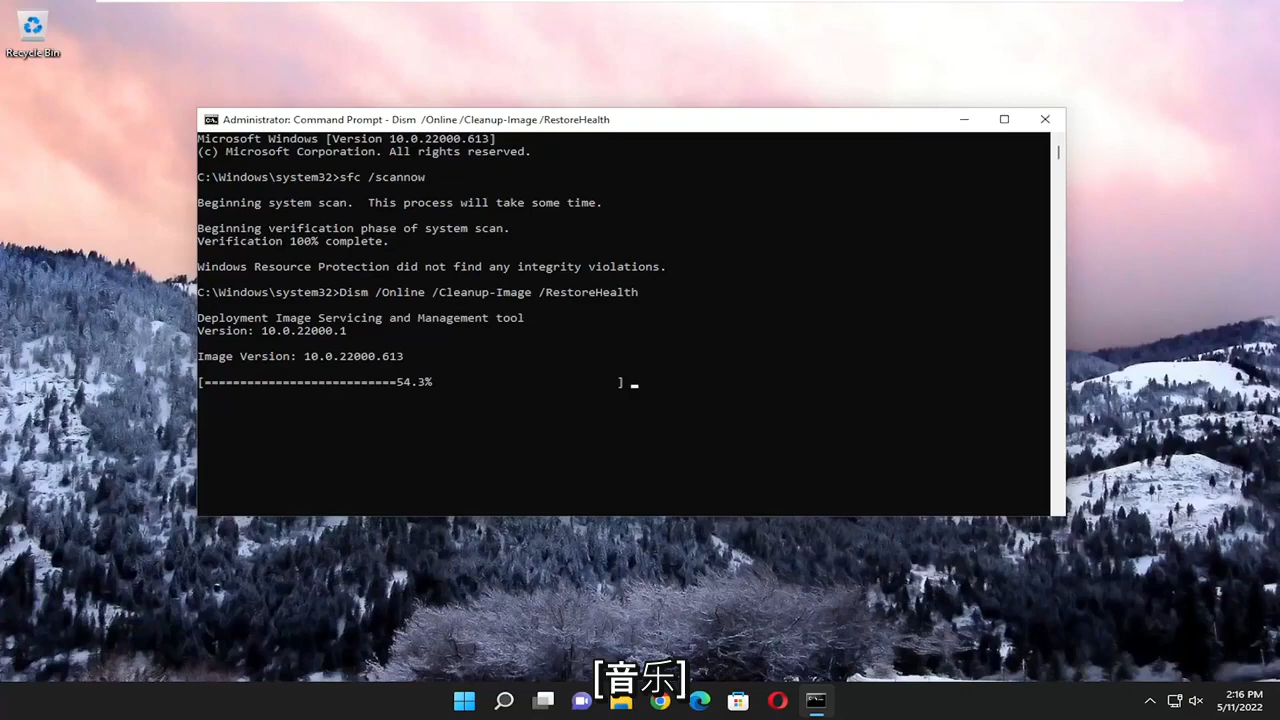 Recycle Bin
Administrator: Command Prompt - Dism  /Online /Cleanup-Image /RestoreHealth
Microsoft Windows [Version 10.0.22000.613]
(c) Microsoft Corporation. All rights reserved.
C:\Windows\system32>sfc /scannow
Beginning system scan.  This process will take some time.
Beginning verification phase of system scan.
Verification 100% complete.
Windows Resource Protection did not find any integrity violations.
C:\Windows\system32>Dism /Online /Cleanup-Image /RestoreHealth
Deployment Image Servicing and Management tool
Version: 10.0.22000.1
Image Version: 10.0.22000.613
[===========================54.3%                          ]
[音乐]
2:16 PM
5/11/2022